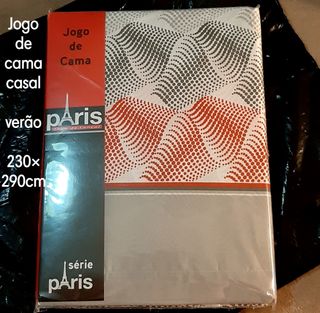 Jogo
de
cama
casal
verão
230×
290cm
Jogo
de
Cama
pAris
série
pAris